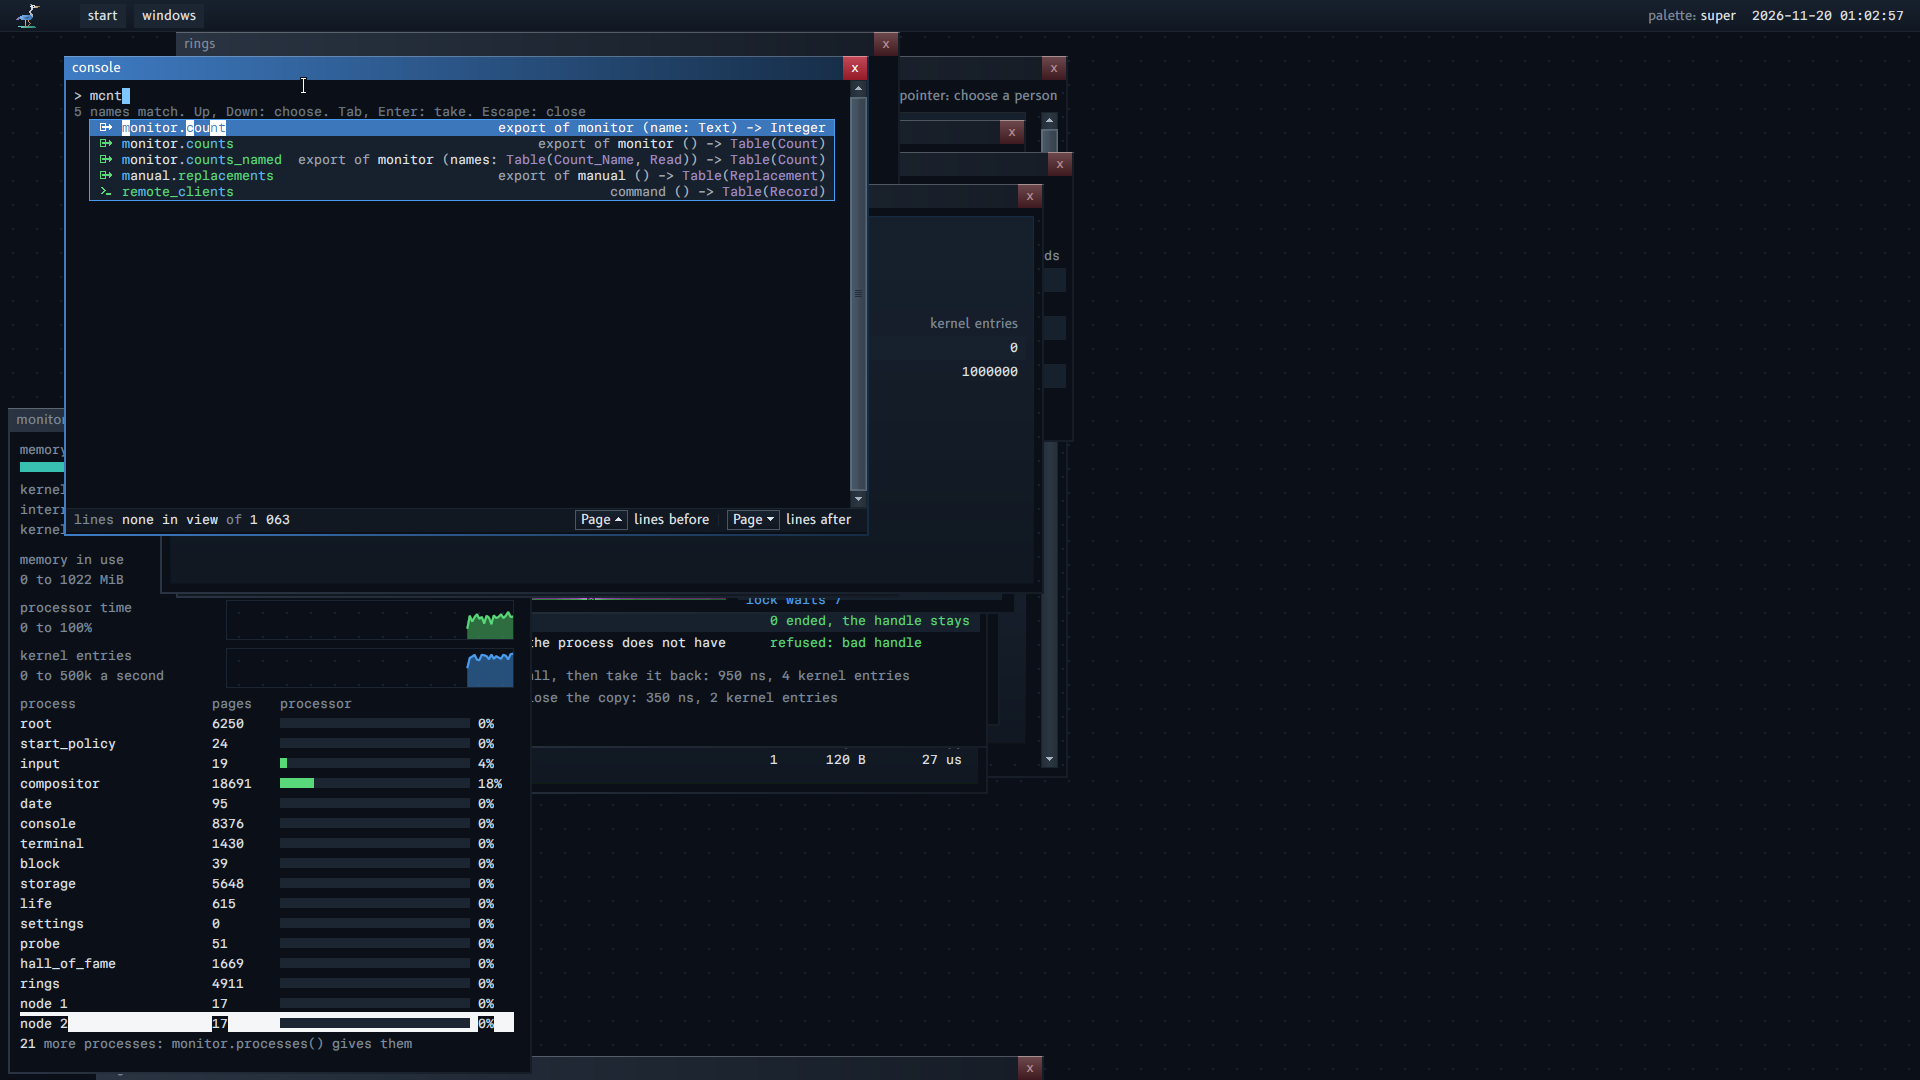 start windows palette: super 2026-11-20 01:02:57
rings x
console x
x
> mcnt
pointer: choose a person
5 names match. Up, Down: choose. Tab, Enter: take. Escape: close
monitor.count export of monitor (name: Text) -> Integer
x
monitor.counts export of monitor () -> Table(Count)
monitor.counts_named export of monitor (names: Table(Count_Name, Read)) -> Table(Count)
x
manual.replacements export of manual () -> Table(Replacement)
remote_clients command () -> Table(Record)
x
ds
kernel entries
0
1000000
lines none in view of 1 063 Page lines before Page lines after
monitor
memory
kernel
kernel
memory in use
0 to 1022 MiB
lock waits 7
processor time
0 to 100%
0 ended, the handle stays
the process does not have refused: bad handle
kernel entries
0 to 500k a second
all, then take it back: 950 ns, 4 kernel entries
ose the copy: 350 ns, 2 kernel entries
1 120 B 27 us
process pages processor
root 6250 0%
start_policy 24 0%
input 19 4%
compositor 18691 18%
date 95 0%
console 8376 0%
terminal 1430 0%
block 39 0%
storage 5648 0%
life 615 0%
settings 0 0%
probe 51 0%
hall_of_fame 1669 0%
rings 4911 0%
node 1 17 0%
node 2 17 0%
21 more processes: monitor.processes() gives them
x